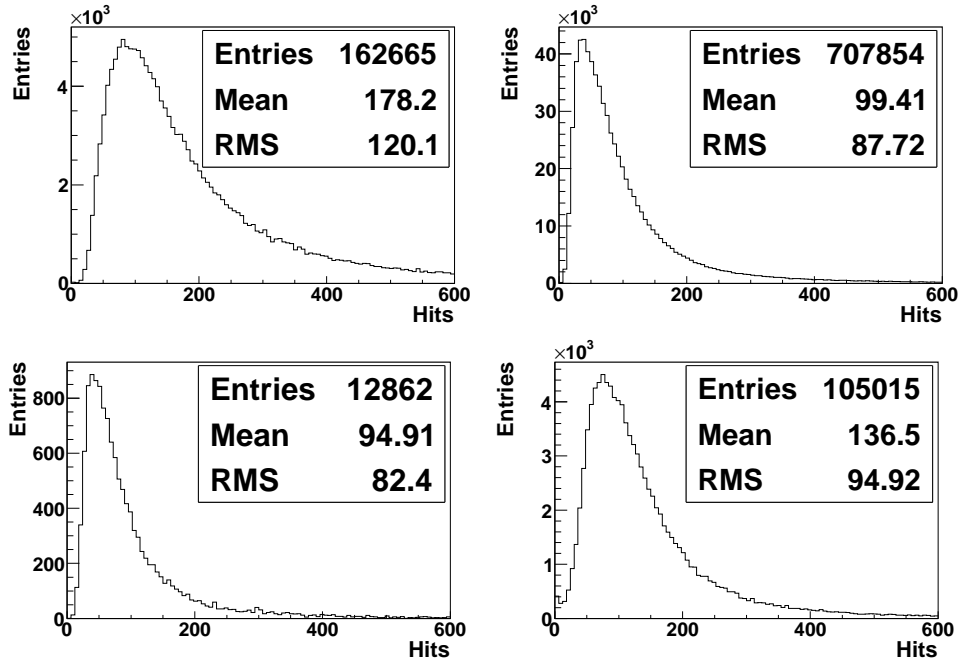 ×10³
Entries
Entries 162665
Mean 178.2
RMS 120.1
4
2
0
0 200 400 600
Hits
×10³
Entries
Entries 707854
Mean 99.41
RMS 87.72
40
30
20
10
0
0 200 400 600
Hits
Entries
Entries 12862
Mean 94.91
RMS 82.4
800
600
400
200
0
0 200 400 600
Hits
×10³
Entries
Entries 105015
Mean 136.5
RMS 94.92
4
3
2
1
0
0 200 400 600
Hits